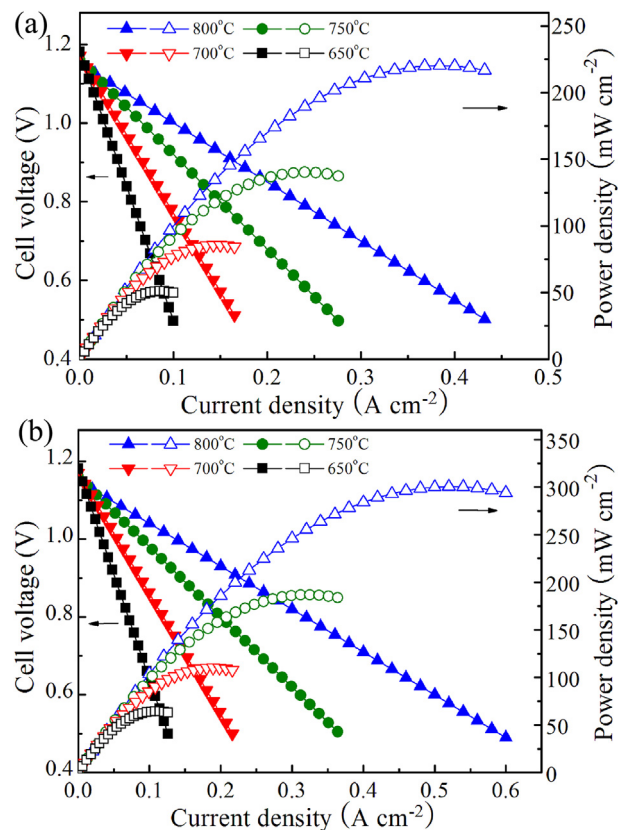 (a)
800°C 750°C
700°C 650°C
1.2
1.0
0.8
0.6
0.4
Cell voltage (V)
260
200
150
100
50
0
Power density (mW cm-2)
0.0 0.1 0.2 0.3 0.4 0.5
Current density (A cm-2)
(b)
800°C 750°C
700°C 650°C
1.2
1.0
0.8
0.6
0.4
Cell voltage (V)
350
300
250
200
150
100
50
0
Power density (mW cm-2)
0.0 0.1 0.2 0.3 0.4 0.5 0.6
Current density (A cm-2)